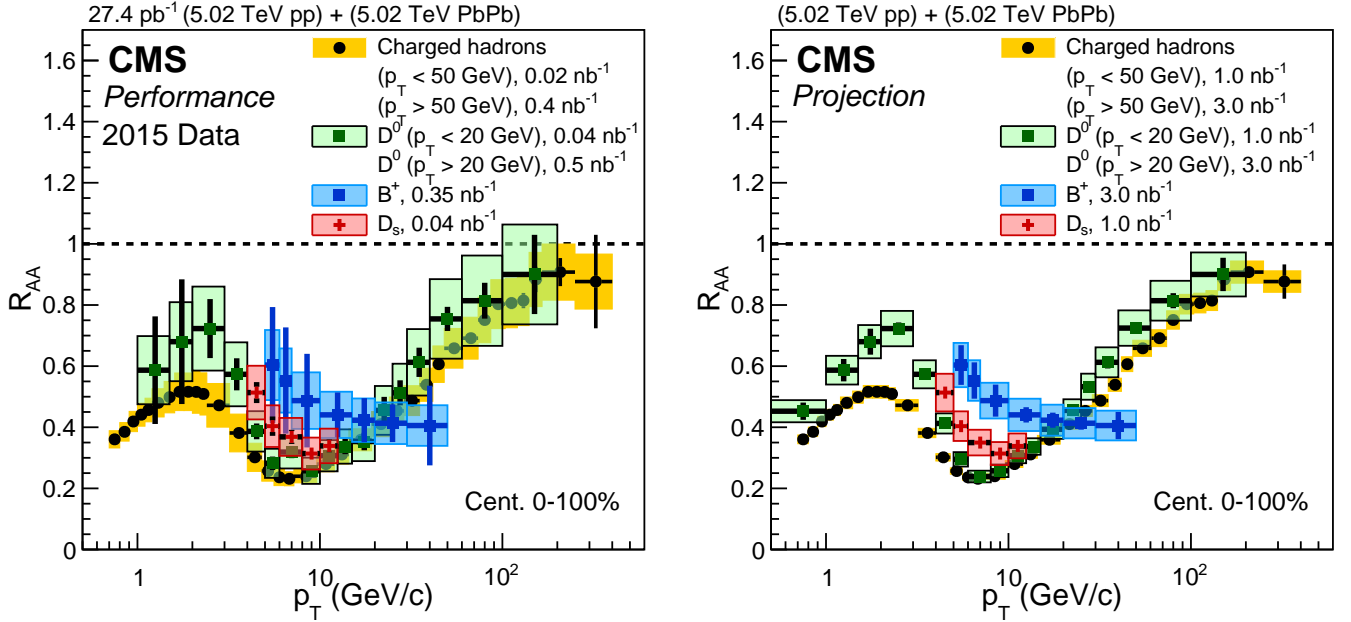 27.4 pb⁻¹ (5.02 TeV pp) + (5.02 TeV PbPb)
CMS
Performance
2015 Data
Charged hadrons
(p_T < 50 GeV), 0.02 nb⁻¹
(p_T > 50 GeV), 0.4 nb⁻¹
D⁰ (p_T < 20 GeV), 0.04 nb⁻¹
D⁰ (p_T > 20 GeV), 0.5 nb⁻¹
B⁺, 0.35 nb⁻¹
D_s, 0.04 nb⁻¹
R_AA
1.6
1.4
1.2
1
0.8
0.6
0.4
0.2
0
Cent. 0-100%
1 10 10²
p_T (GeV/c)
(5.02 TeV pp) + (5.02 TeV PbPb)
CMS
Projection
Charged hadrons
(p_T < 50 GeV), 1.0 nb⁻¹
(p_T > 50 GeV), 3.0 nb⁻¹
D⁰ (p_T < 20 GeV), 1.0 nb⁻¹
D⁰ (p_T > 20 GeV), 3.0 nb⁻¹
B⁺, 3.0 nb⁻¹
D_s, 1.0 nb⁻¹
R_AA
1.6
1.4
1.2
1
0.8
0.6
0.4
0.2
0
Cent. 0-100%
1 10 10²
p_T (GeV/c)